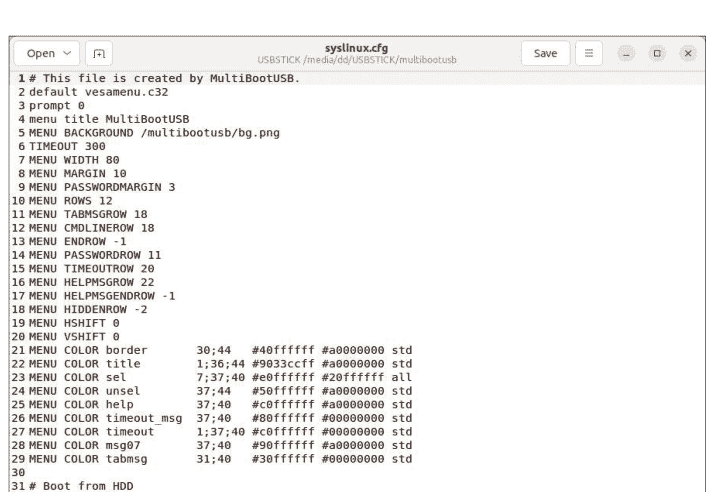 Open
syslinux.cfg
USBSTICK /media/dd/USBSTICK/multibootusb
Save
1 # This file is created by MultiBootUSB.
2 default vesamenu.c32
3 prompt 0
4 menu title MultiBootUSB
5 MENU BACKGROUND /multibootusb/bg.png
6 TIMEOUT 300
7 MENU WIDTH 80
8 MENU MARGIN 10
9 MENU PASSWORDMARGIN 3
10 MENU ROWS 12
11 MENU TABMSGROW 18
12 MENU CMDLINEROW 18
13 MENU ENDROW -1
14 MENU PASSWORDROW 11
15 MENU TIMEOUTROW 20
16 MENU HELPMSGROW 22
17 MENU HELPMSGENDROW -1
18 MENU HIDDENROW -2
19 MENU HSHIFT 0
20 MENU VSHIFT 0
21 MENU COLOR border       30;44   #40ffffff #a0000000 std
22 MENU COLOR title        1;36;44 #9033ccff #a0000000 std
23 MENU COLOR sel          7;37;40 #e0ffffff #20ffffff all
24 MENU COLOR unsel        37;44   #50ffffff #a0000000 std
25 MENU COLOR help         37;40   #c0ffffff #a0000000 std
26 MENU COLOR timeout_msg  37;40   #80ffffff #00000000 std
27 MENU COLOR timeout      1;37;40 #c0ffffff #00000000 std
28 MENU COLOR msg07        37;40   #90ffffff #a0000000 std
29 MENU COLOR tabmsg       31;40   #30ffffff #00000000 std
30
31 # Boot from HDD